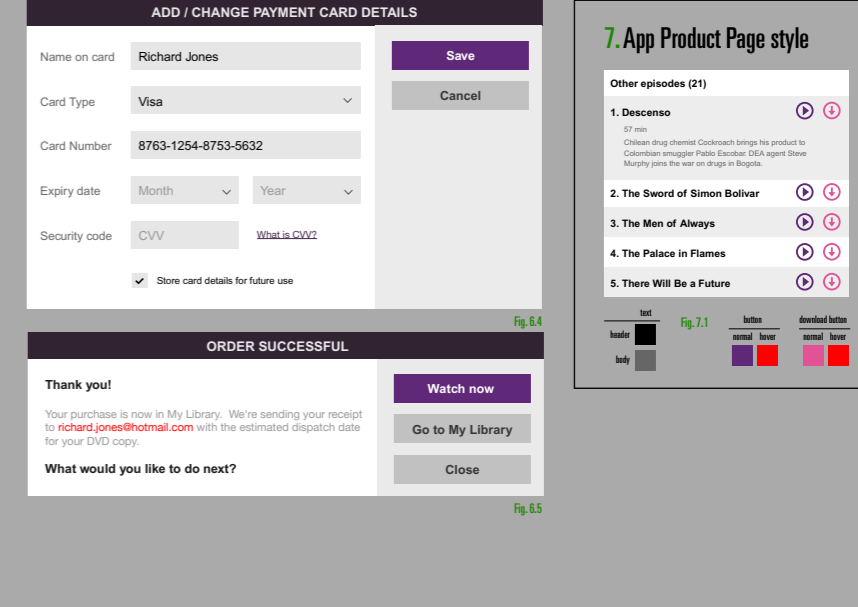 ADD / CHANGE PAYMENT CARD DETAILS
Name on card Richard Jones
Card Type Visa
Card Number 8763-1254-8753-5632
Expiry date Month Year
Security code CVV What is CVV?
Store card details for future use
Save
Cancel
Fig. 6.4
ORDER SUCCESSFUL
Thank you!
Your purchase is now in My Library. We're sending your receipt
to richard.jones@hotmail.com with the estimated dispatch date
for your DVD copy.
What would you like to do next?
Watch now
Go to My Library
Close
Fig. 6.5
7. App Product Page style
Other episodes (21)
1. Descenso
57 min
Chilean drug chemist Cockroach brings his product to
Colombian smuggler Pablo Escobar. DEA agent Steve
Murphy joins the war on drugs in Bogota.
2. The Sword of Simon Bolivar
3. The Men of Always
4. The Palace in Flames
5. There Will Be a Future
text
header
body
Fig. 7.1
button
normal hover
download button
normal hover